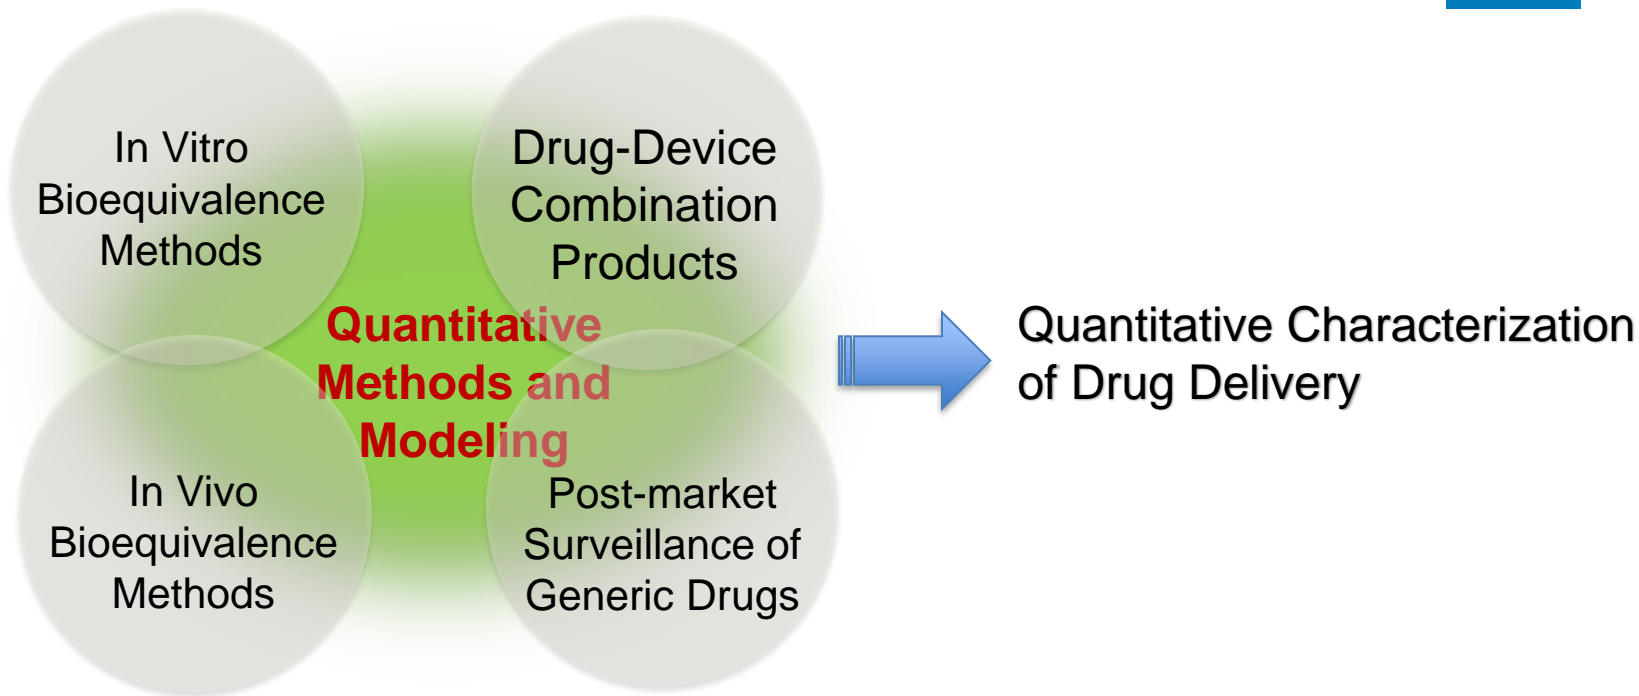 In Vitro
Bioequivalence
Methods
Drug-Device
Combination
Products
Quantitative
Methods and
Modeling
In Vivo
Bioequivalence
Methods
Post-market
Surveillance of
Generic Drugs
Quantitative Characterization
of Drug Delivery